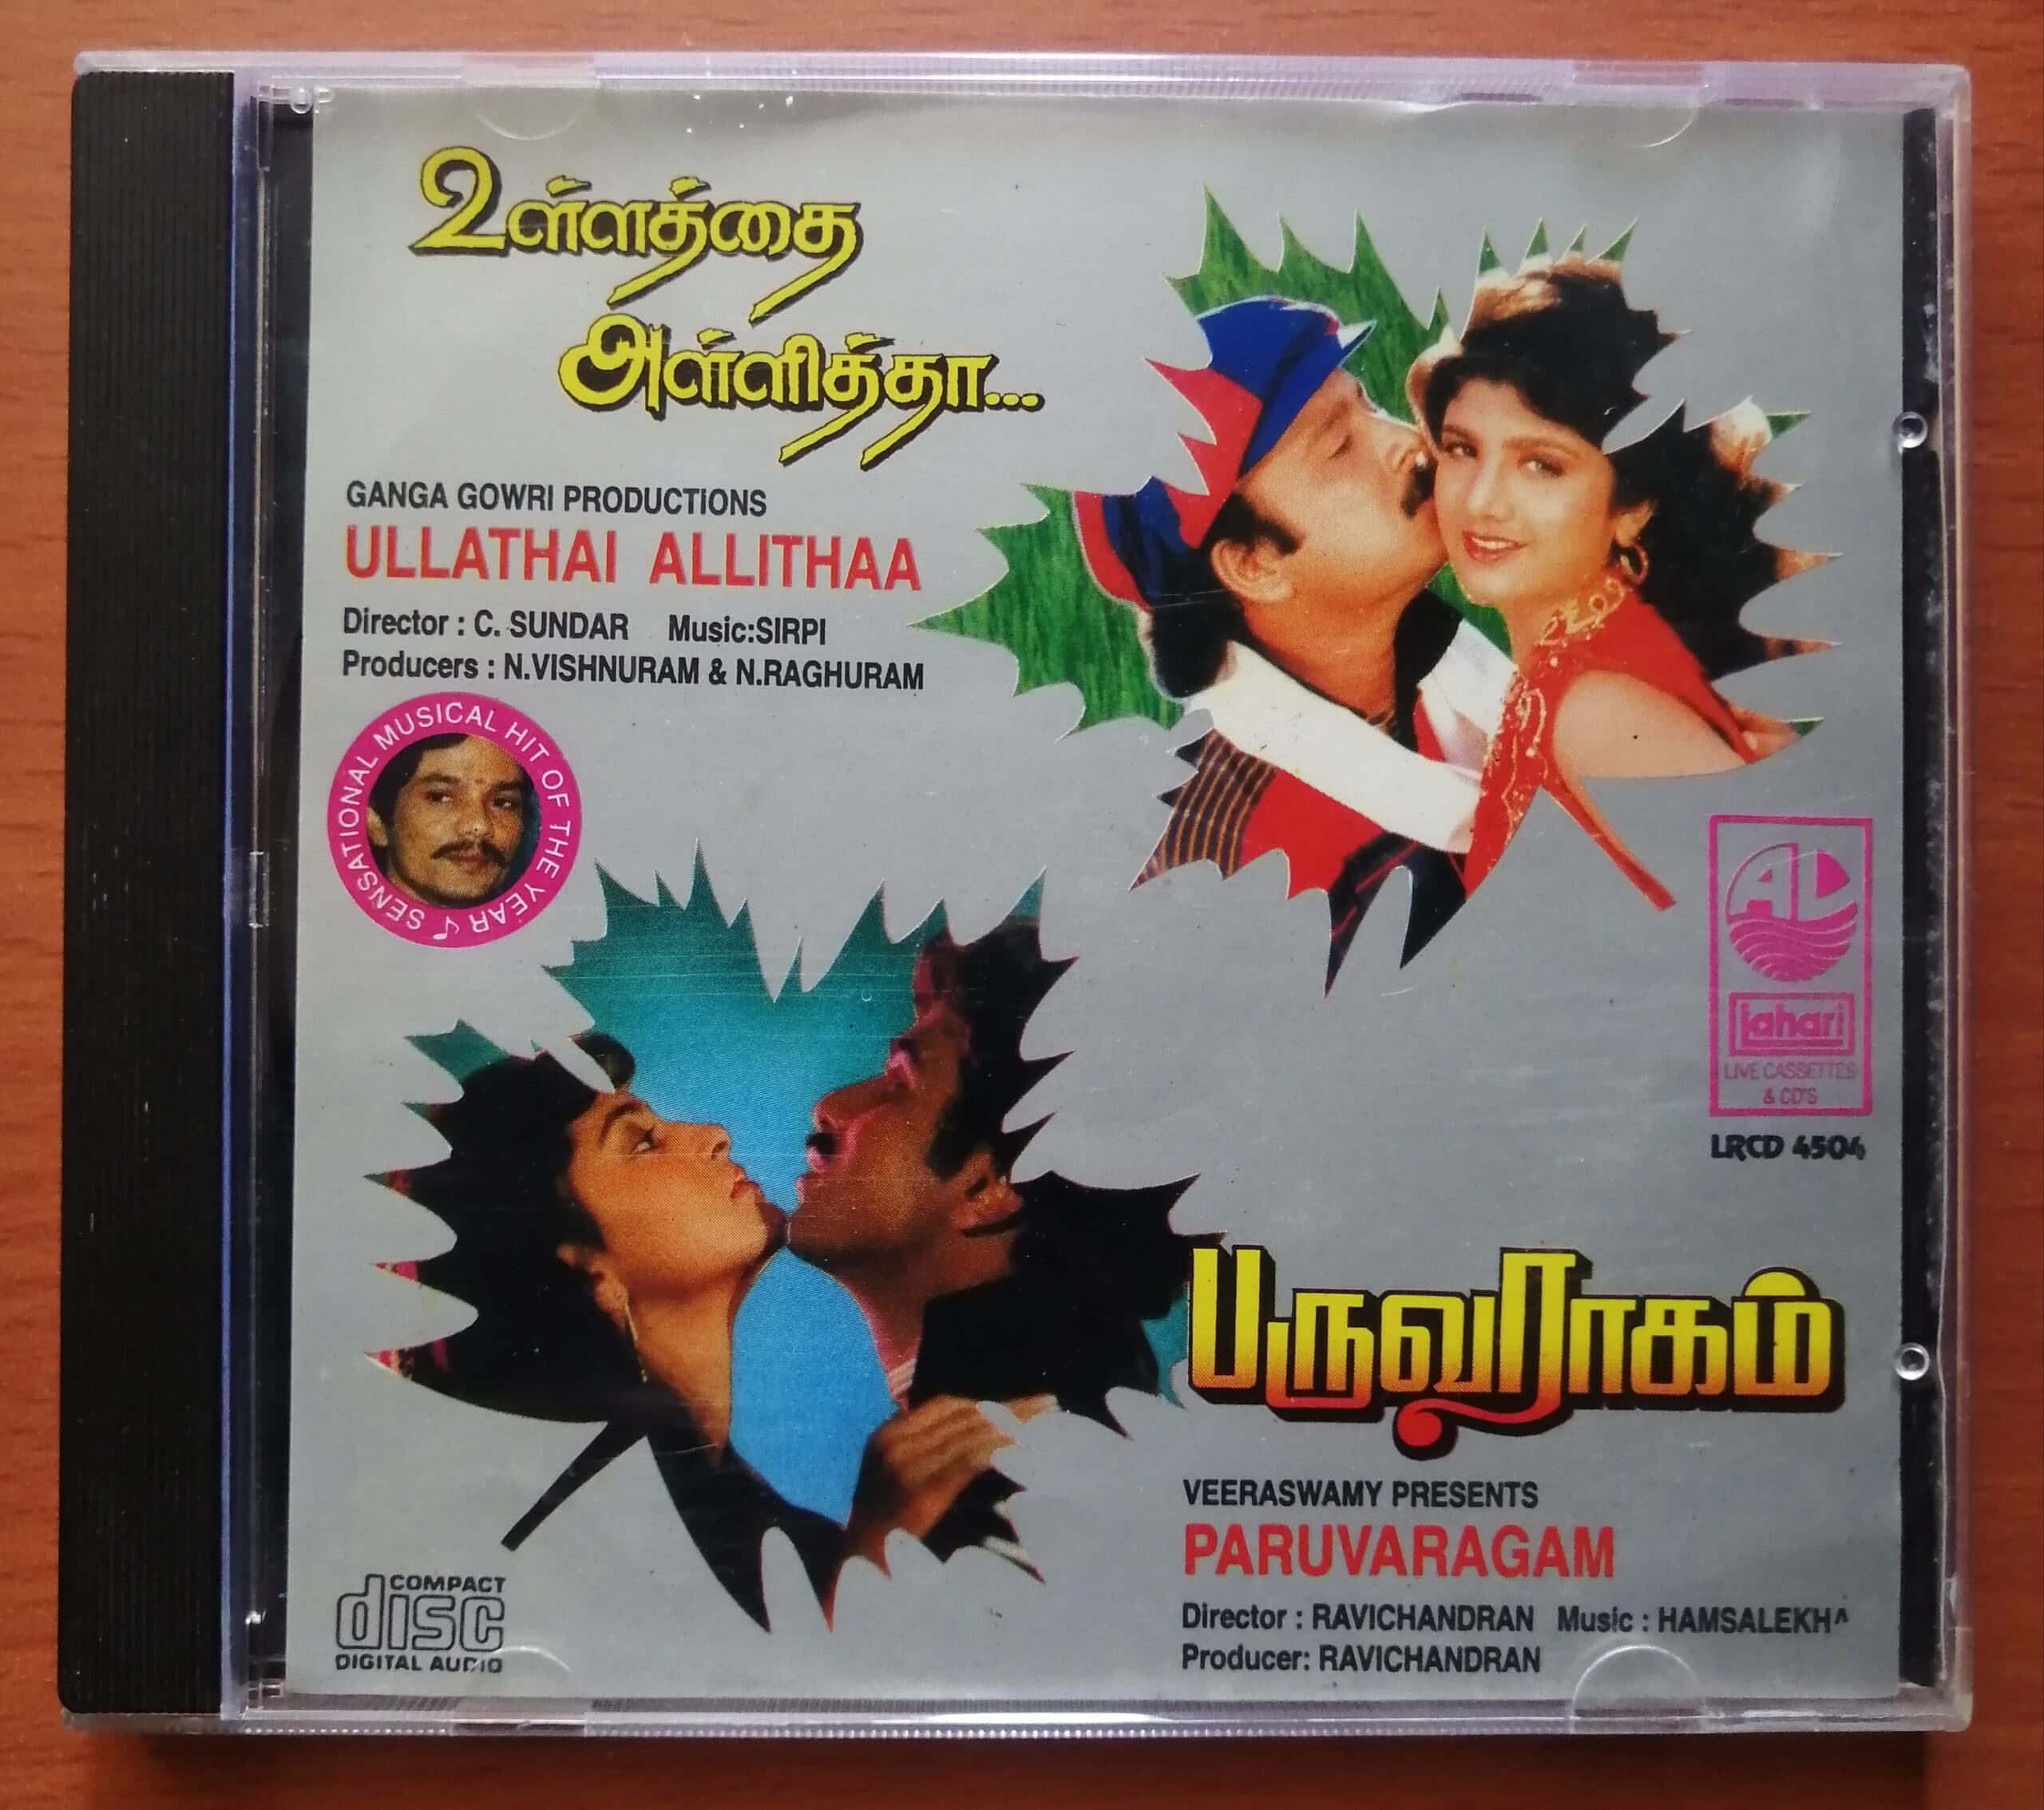 உள்ளத்தை
அள்ளித்தா...
GANGA GOWRI PRODUCTIONS
ULLATHAI ALLITHAA
Director : C. SUNDAR Music:SIRPI
Producers : N.VISHNURAM & N.RAGHURAM
SENSATIONAL MUSICAL HIT OF THE YEAR
lahari
LIVE CASSETTES
& CD'S
LRCD 4504
பருவராகம்
VEERASWAMY PRESENTS
PARUVARAGAM
Director : RAVICHANDRAN Music : HAMSALEKHA
Producer: RAVICHANDRAN
COMPACT
disc
DIGITAL AUDIO